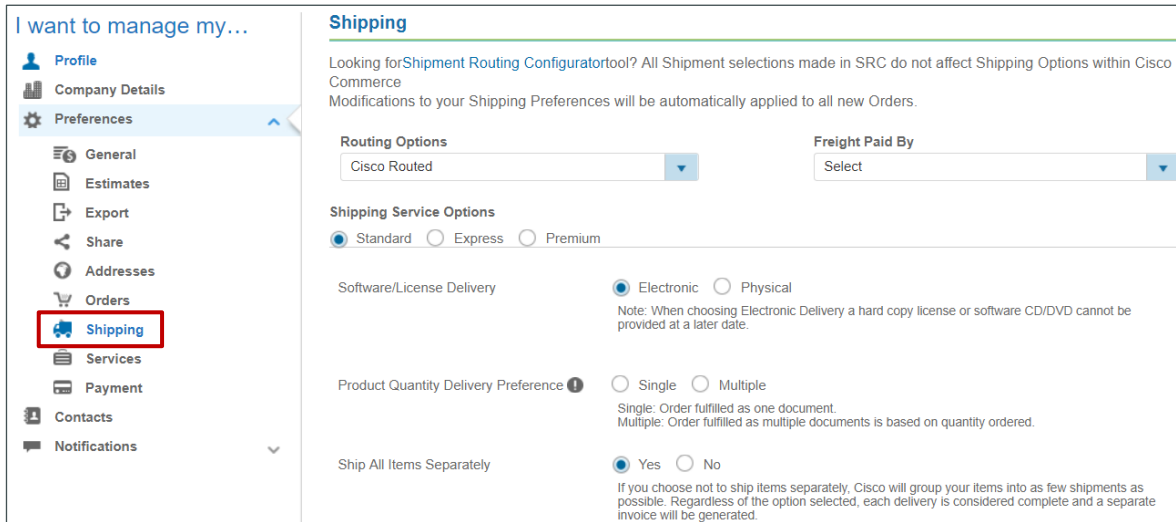 I want to manage my…
Profile
Company Details
Preferences
General
Estimates
Export
Share
Addresses
Orders
Shipping
Services
Payment
Contacts
Notifications
Shipping
Looking forShipment Routing Configuratortool? All Shipment selections made in SRC do not affect Shipping Options within Cisco
Commerce
Modifications to your Shipping Preferences will be automatically applied to all new Orders.
Routing Options
Cisco Routed
Freight Paid By
Select
Shipping Service Options
Standard Express Premium
Software/License Delivery
Electronic Physical
Note: When choosing Electronic Delivery a hard copy license or software CD/DVD cannot be
provided at a later date.
Product Quantity Delivery Preference
Single Multiple
Single: Order fulfilled as one document.
Multiple: Order fulfilled as multiple documents is based on quantity ordered.
Ship All Items Separately
Yes No
If you choose not to ship items separately, Cisco will group your items into as few shipments as
possible. Regardless of the option selected, each delivery is considered complete and a separate
invoice will be generated.